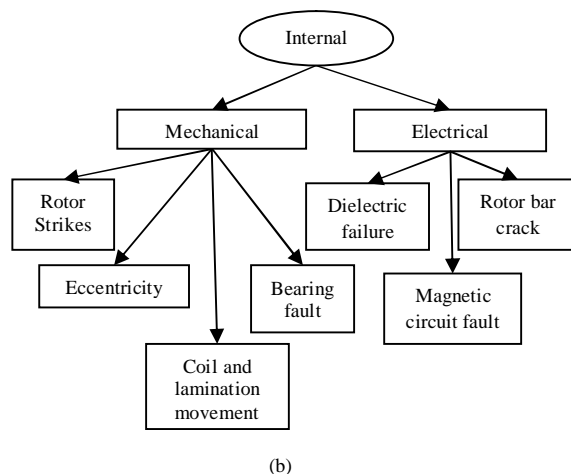 Internal
Mechanical
Electrical
Rotor
Strikes
Dielectric
failure
Rotor bar
crack
Eccentricity
Bearing
fault
Magnetic
circuit fault
Coil and
lamination
movement
(b)